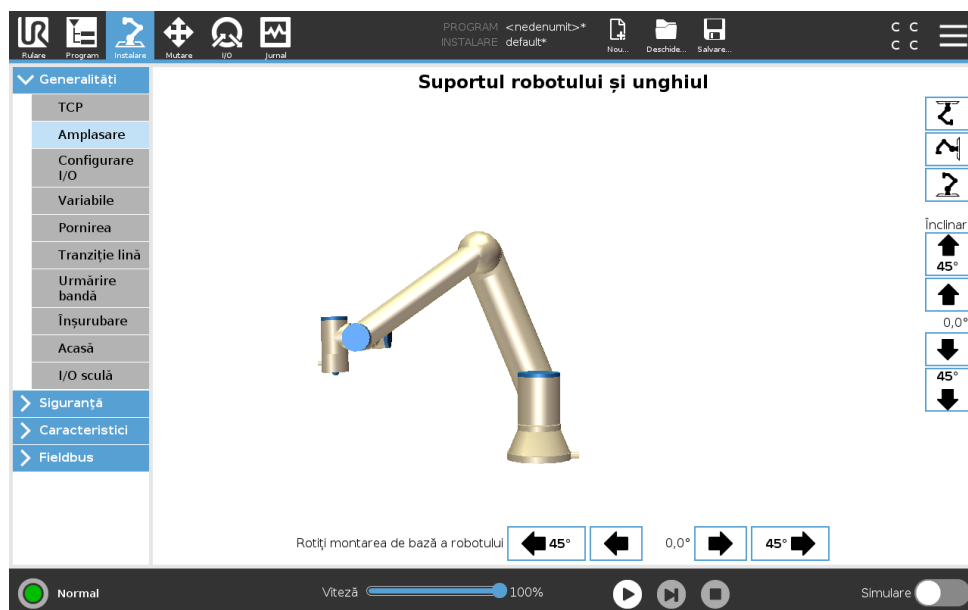 UR
PROGRAM <nedenumit>*
INSTALARE default*
Rulare
Program
Instalare
Mutare
I/O
Jurnal
Nou...
Deschide...
Salvare...
C C
C C
Generalități
TCP
Amplasare
Configurare
I/O
Variabile
Pornirea
Tranziție lină
Urmărire
bandă
Înșurubare
Acasă
I/O sculă
Siguranță
Caracteristici
Fieldbus
Suportul robotului și unghiul
Înclinar
45°
0,0°
45°
Rotiți montarea de bază a robotului
45°
0,0°
45°
Normal
Viteză
100%
Simulare